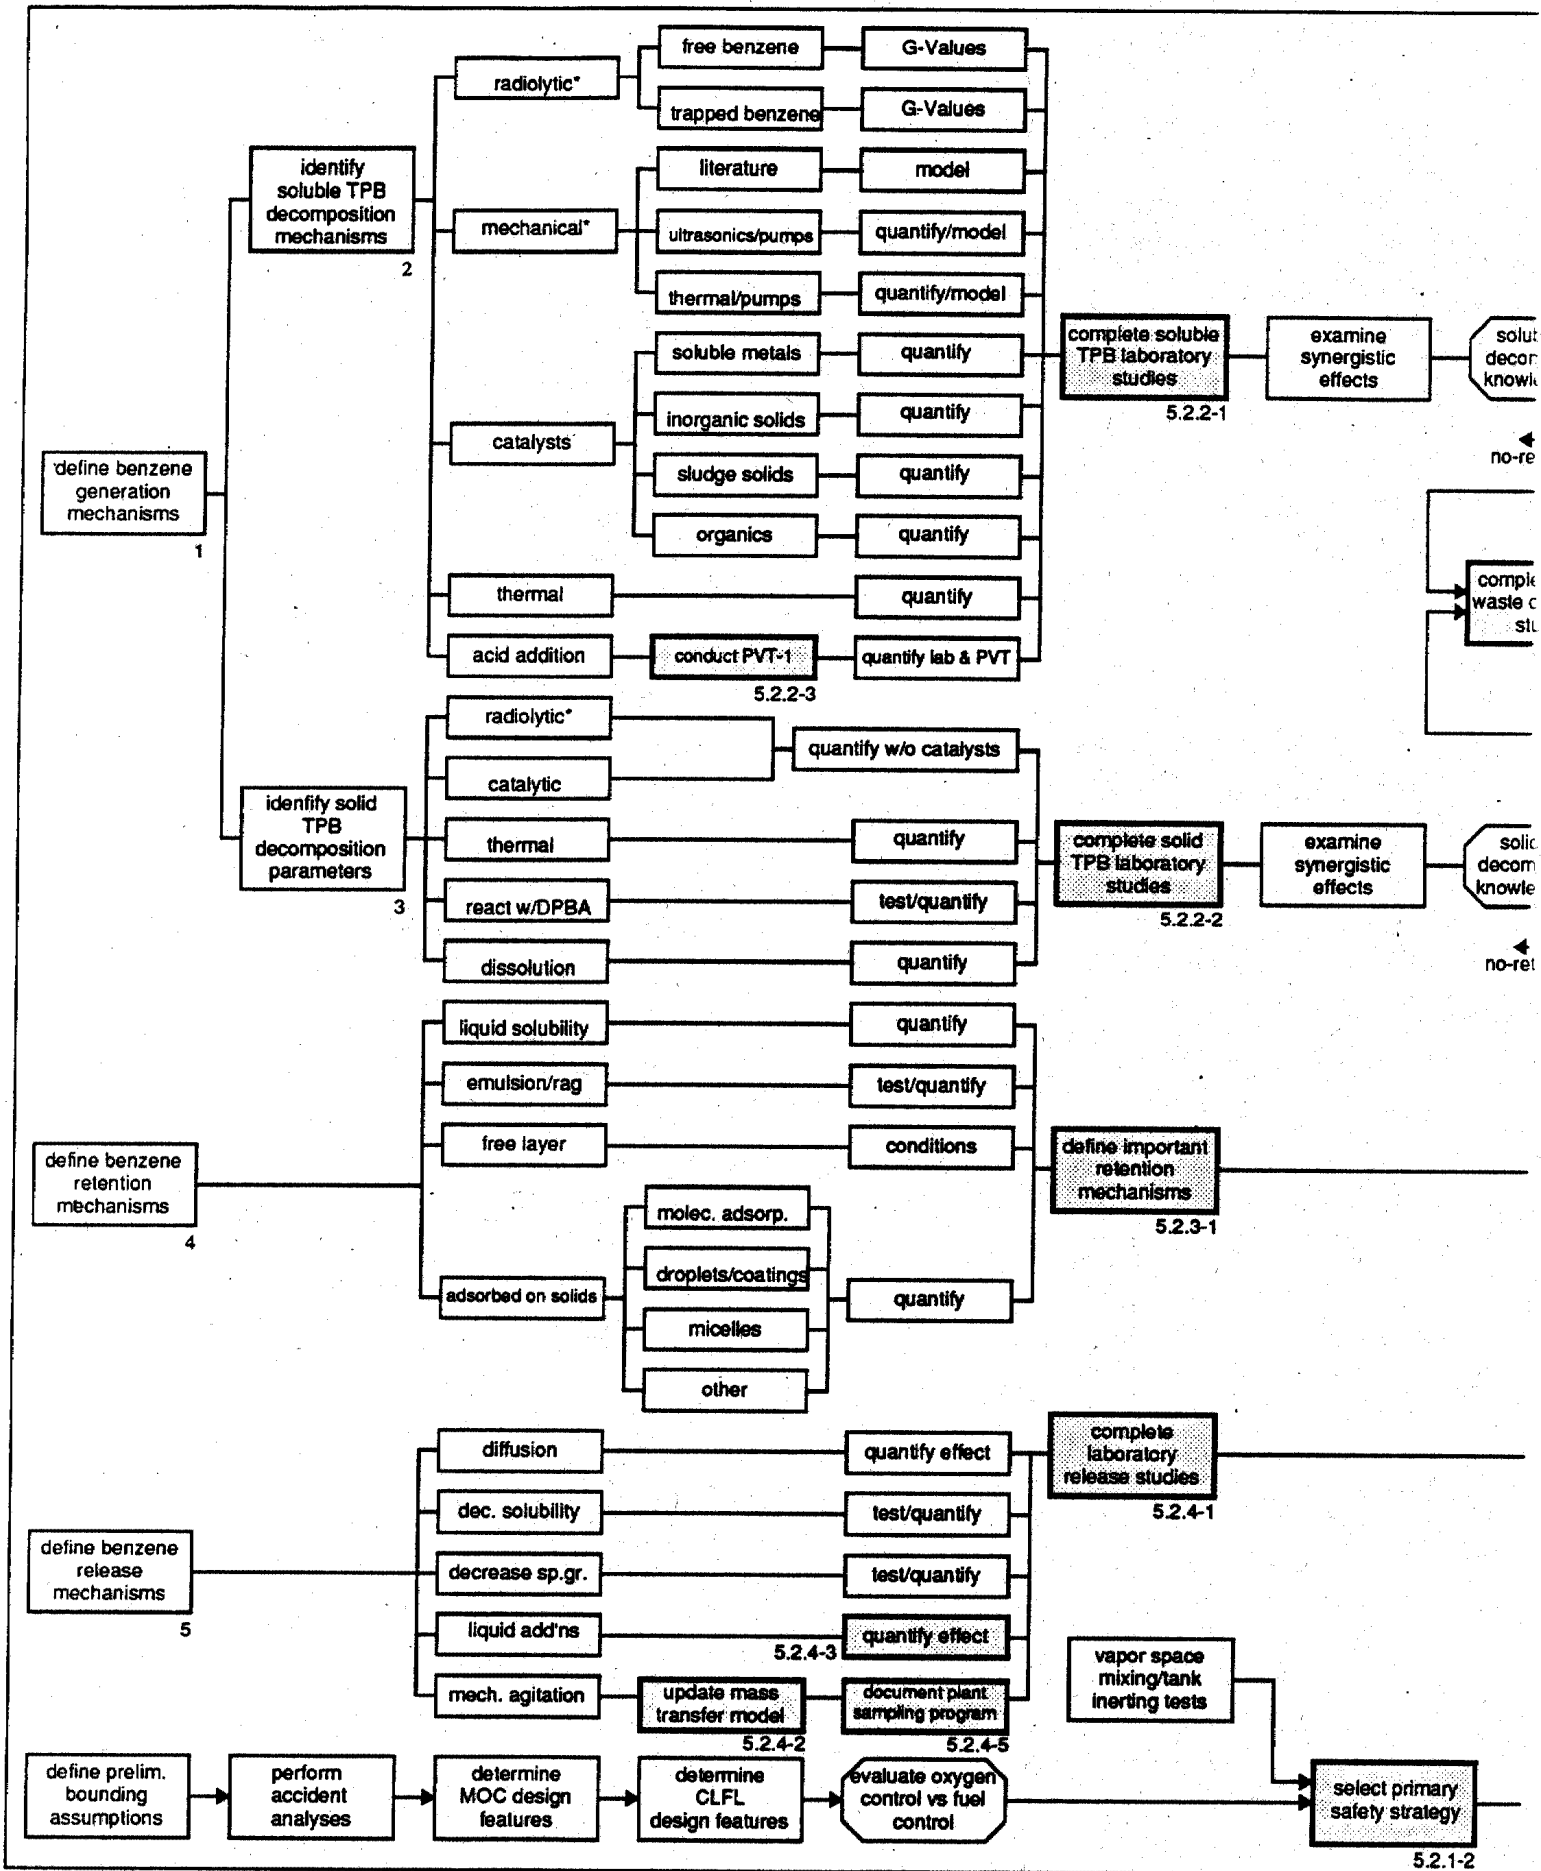 free benzene
G-Values
radiolytic*
trapped benzene
G-Values
identify
soluble TPB
decomposition
mechanisms
2
literature
model
mechanical*
ultrasonics/pumps
quantify/model
thermal/pumps
quantify/model
soluble metals
quantify
complete soluble
TPB laboratory
studies
5.2.2-1
examine
synergistic
effects
inorganic solids
quantify
catalysts
sludge solids
quantify
organics
quantify
no-re
define benzene
generation
mechanisms
1
thermal
quantify
acid addition
conduct PVT-1
5.2.2-3
quantify lab & PVT
comple
waste c
stu
radiolytic*
quantify w/o catalysts
catalytic
idenfify solid
TPB
decomposition
parameters
3
thermal
quantify
complete solid
TPB laboratory
studies
5.2.2-2
examine
synergistic
effects
solic
decom
knowle
react w/DPBA
test/quantify
dissolution
quantify
no-ret
liquid solubility
quantify
emulsion/rag
test/quantify
free layer
conditions
define benzene
retention
mechanisms
4
define important
retention
mechanisms
5.2.3-1
molec. adsorp.
droplets/coatings
adsorbed on solids
quantify
micelles
other
diffusion
quantify effect
complete
laboratory
release studies
5.2.4-1
dec. solubility
test/quantify
define benzene
release
mechanisms
5
decrease sp.gr.
test/quantify
liquid add'ns
5.2.4-3
quantify effect
mech. agitation
update mass
transfer model
5.2.4-2
document plant
sampling program
5.2.4-5
vapor space
mixing/tank
inerting tests
define prelim.
bounding
assumptions
perform
accident
analyses
determine
MOC design
features
determine
CLFL
design features
evaluate oxygen
control vs fuel
control
select primary
safety strategy
5.2.1-2